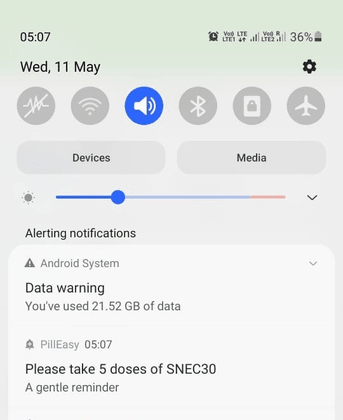 05:07 Vo)) LTE LTE1 Vo)) R LTE2 36%
Wed, 11 May
Devices Media
Alerting notifications
Android System
Data warning
You've used 21.52 GB of data
PillEasy 05:07
Please take 5 doses of SNEC30
A gentle reminder